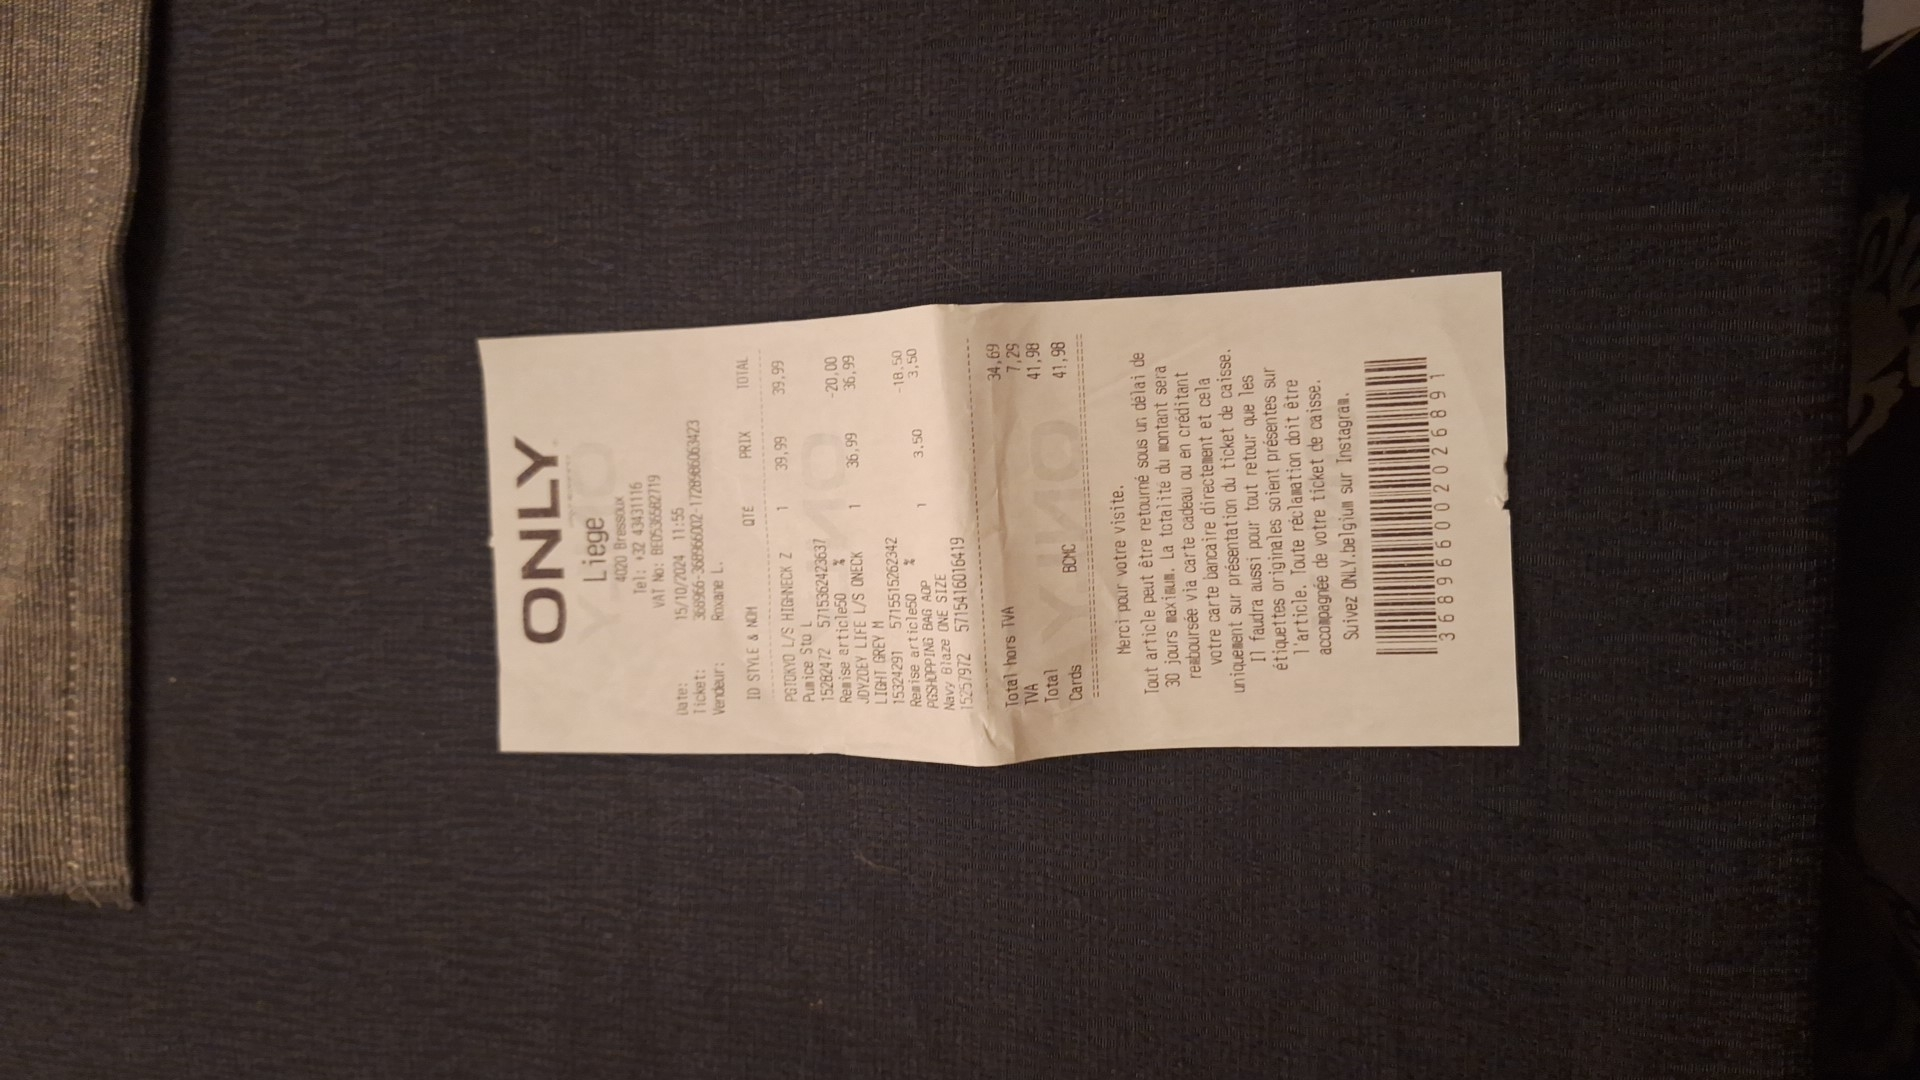 ONLY
Liege
4020 Bressoux
Tel: +32 43431116
VAT No: BE0535582719
Date: 15/10/2024 11:55
Ticket: 368966-368966002-1728986063423
Vendeur: Roxane L.
ID STYLE & NOM QTE PRIX TOTAL
PGTOKYO L/S HIGHNECK Z 1 39,99 39,99
Pumice Sto L
15282472 5715362423637
Remise article50 % -20,00
JDYZOEY LIFE L/S ONECK 1 36,99 36,99
LIGHT GREY M
15324291 5715515262342
Remise article50 % -18,50
PGSHOPPING BAG AOP 1 3,50 3,50
Navy Blaze ONE SIZE
15257972 5715416016419
Total hors TVA 34,69
TVA 7,29
Total 41,98
Cards BCMC 41,98
Merci pour votre visite.
Tout article peut être retourné sous un délai de
30 jours maximum. La totalité du montant sera
remboursée via carte cadeau ou en créditant
votre carte bancaire directement et cela
uniquement sur présentation du ticket de caisse.
Il faudra aussi pour tout retour que les
étiquettes originales soient présentes sur
l'article. Toute réclamation doit être
accompagnée de votre ticket de caisse.
Suivez ONLY.belgium sur Instagram.
368966002026891